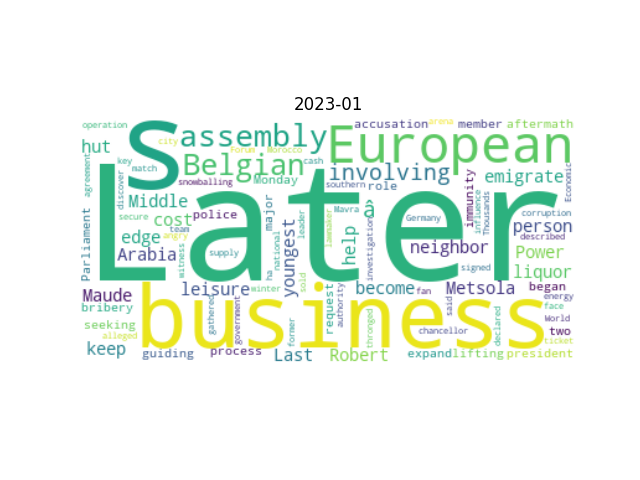 2023-01
operation
city
accusation
arena
member
aftermath
hut
s
assembly
European
key
match
Forum
Morocco
cash
Belgian
involving
emigrate
Economic
agreement
discover
snowballing
Monday
southern
role
immunity
influence
Thousands
corruption
Middle
Later
secure
cost
police
major
â
Mavra
Germany
person
described
Parliament
edge
team
angry
national
leader
lawmaker
help
investigation
neighbor
Power
Arabia
witness
supply
ha
youngest
sold
signed
liquor
Maude
leisure
winter
request
authority
become
fan
Metsola
said
began
energy
bribery
gathered
government
business
face
World
seeking
alleged
former
thronged
chancellor
declared
two
ticket
keep
guiding
process
Last
Robert
expand
lifting
president